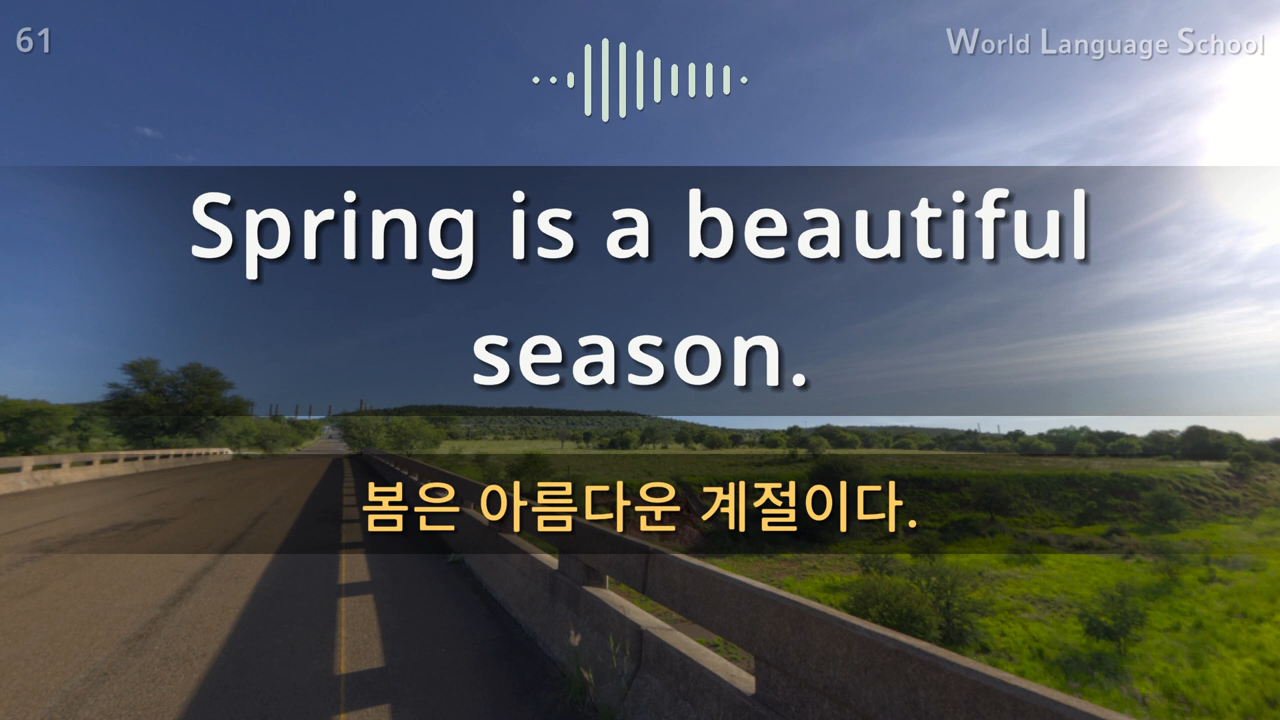 61
World Language School
Spring is a beautiful
season.
봄은 아름다운 계절이다.